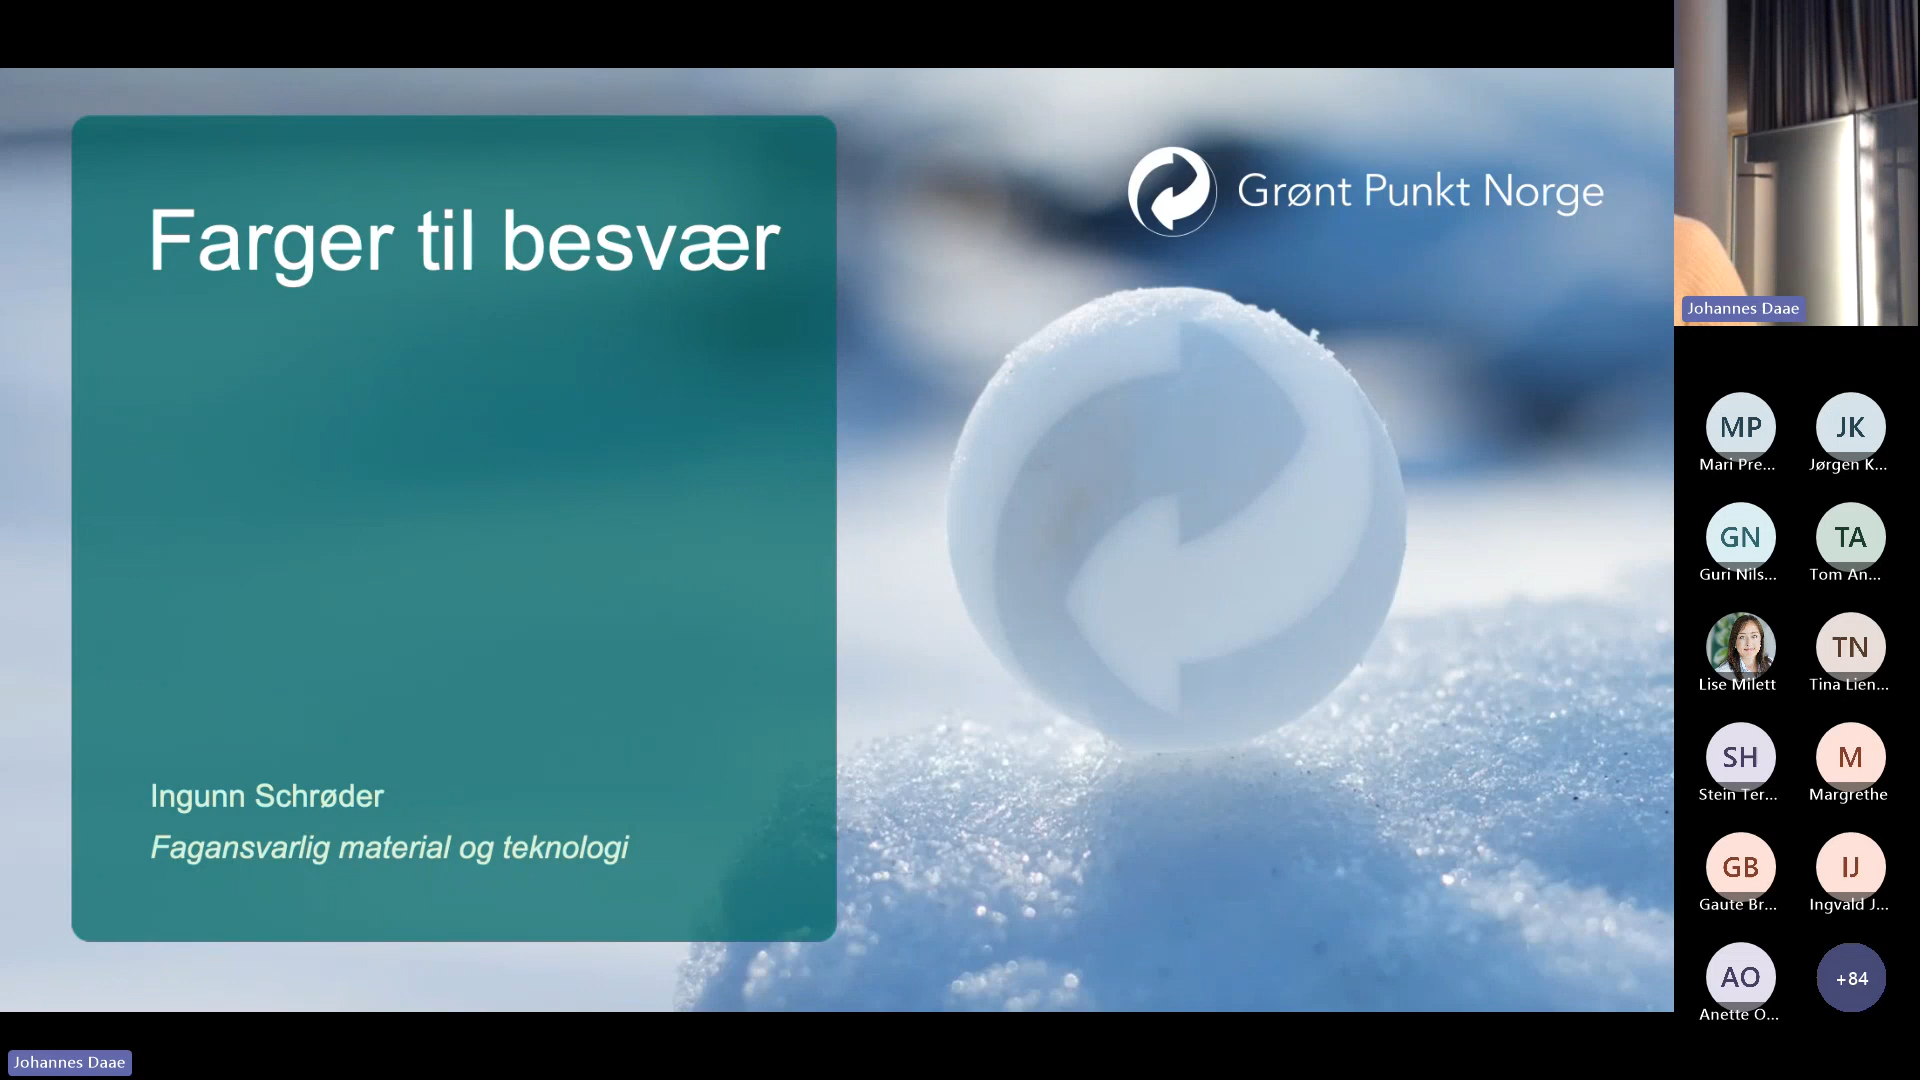 Farger til besvær
Grønt Punkt Norge
Ingunn Schrøder
Fagansvarlig material og teknologi
Johannes Daae
MP
Mari Pre...
JK
Jørgen K...
GN
Guri Nils...
TA
Tom An...
Lise Milett
TN
Tina Lien...
SH
Stein Ter...
M
Margrethe
GB
Gaute Br...
IJ
Ingvald J...
AO
Anette O...
+84
Johannes Daae